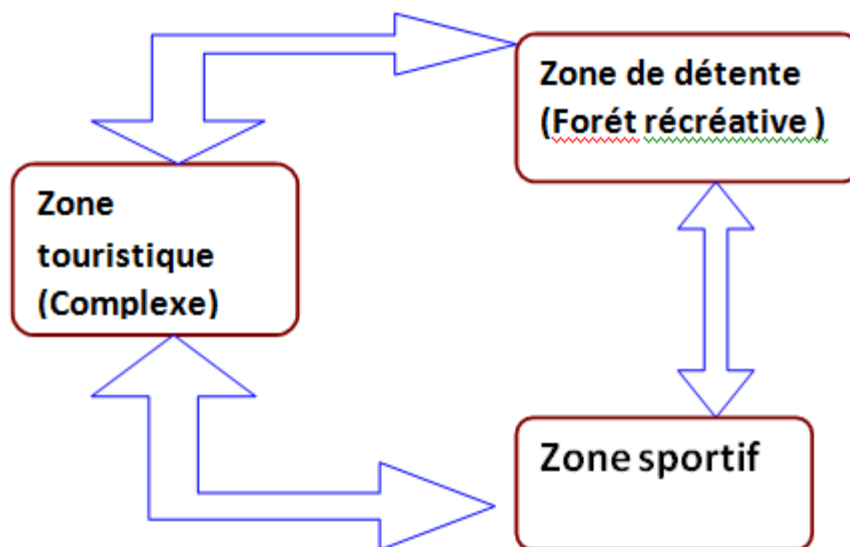 Zone de détente
(Forét récréative )
Zone
touristique
(Complexe)
Zone sportif